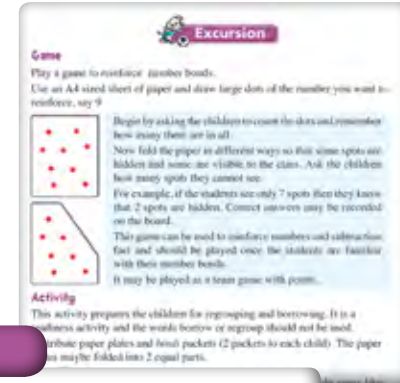 Excursion
Game
Play a game to reinforce number bonds.
Use an A4 sized sheet of paper and draw large dots of the number you want to
reinforce, say 9
Begin by asking the children to count the dots and remember
how many there are in all.
Now fold the paper in different ways so that some spots are
hidden and some are visible to the class. Ask the children
how many spots they cannot see.
For example, if the students see only 7 spots then they know
that 2 spots are hidden. Correct answers may be recorded
on the board.
This game can be used to reinforce numbers and subtraction
fact and should be played once the students are familiar
with their number bonds.
It may be played as a team game with points.
Activity
This activity prepares the children for regrouping and borrowing. It is a
readiness activity and the words borrow or regroup should not be used.
paper plates and packets (2 packets to each child) The paper
maybe folded into 2 equal parts.